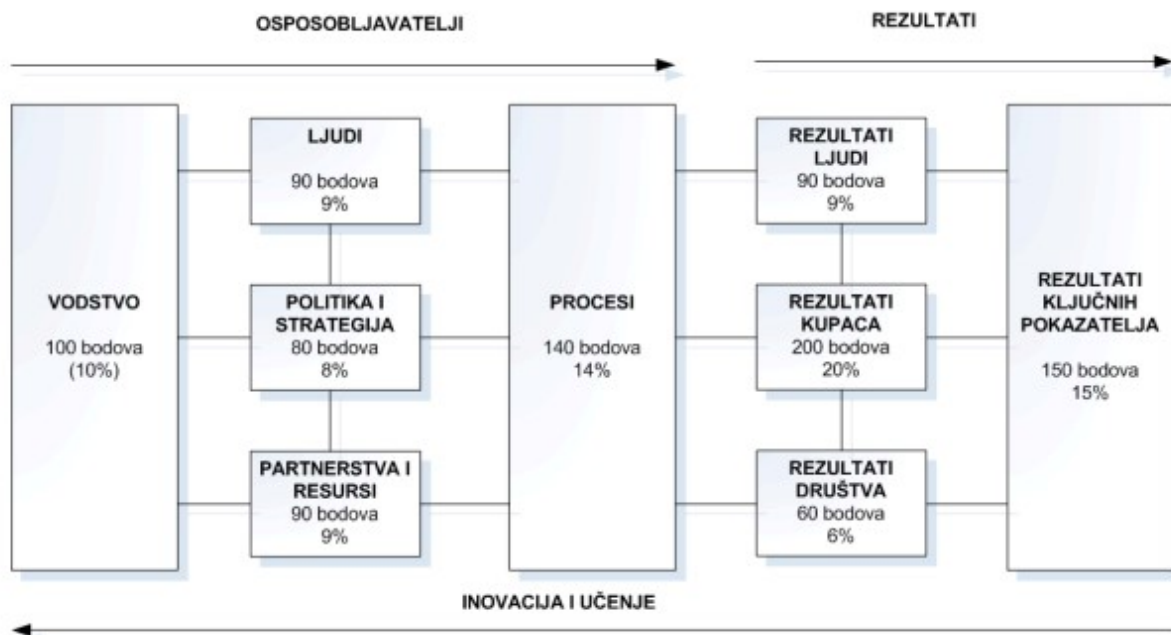 OSPOSOBLJAVATELJI
REZULTATI
VODSTVO
100 bodova
(10%)
LJUDI
90 bodova
9%
POLITIKA I
STRATEGIJA
80 bodova
8%
PARTNERSTVA I
RESURSI
90 bodova
9%
PROCESI
140 bodova
14%
REZULTATI
LJUDI
90 bodova
9%
REZULTATI
KUPACA
200 bodova
20%
REZULTATI
DRUŠTVA
60 bodova
6%
REZULTATI
KLJUČNIH
POKAZATELJA
150 bodova
15%
INOVACIJA I UČENJE